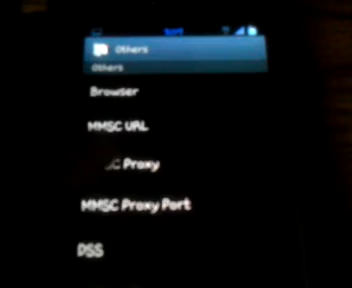 Others
Others
Browser
MMSC URL
C Proxy
MMSC Proxy Port
DSS